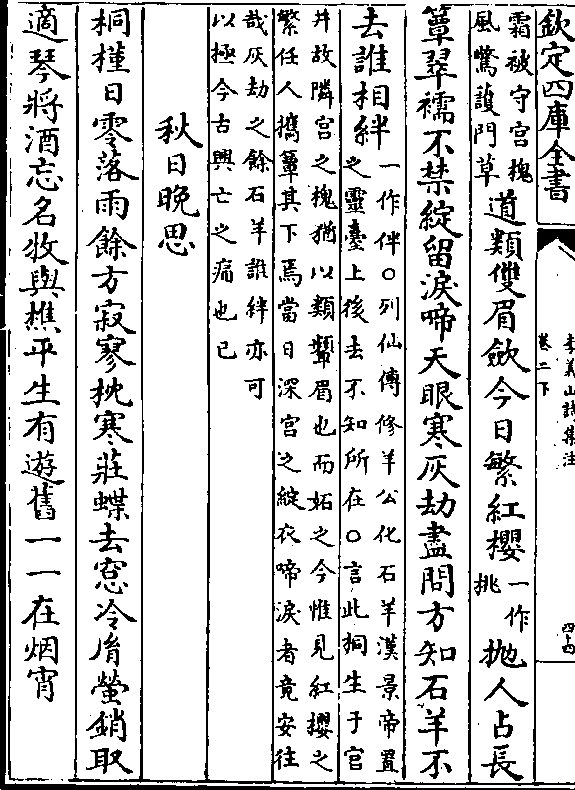 欽定四庫全書
李義山詩集注
卷二下
四十四
霜被守宫槐
風驚護門草
道類雙眉斂今日繁紅櫻
一作
桃
拋人占長
簟翠襦不禁綻留淚啼天眼寒灰劫盡問方知石羊不
去誰相絆
一作伴○列仙傳修羊公化石羊漢景帝置
之靈臺上後去不知所在○言此桐生于宫
井故隣宫之槐猶以類顰眉也而妬之今惟見紅櫻之
繁任人攜簟其下焉當日深宫之綻衣啼淚者竟安往
哉灰劫之餘石羊誰絆亦可
以極今古興亡之痛也已
秋日晚思
桐槿日零落雨餘方寂寥枕寒莊蝶去窓冷胤螢銷取
適琴將酒忘名牧與樵平生有遊舊一一在烟宵